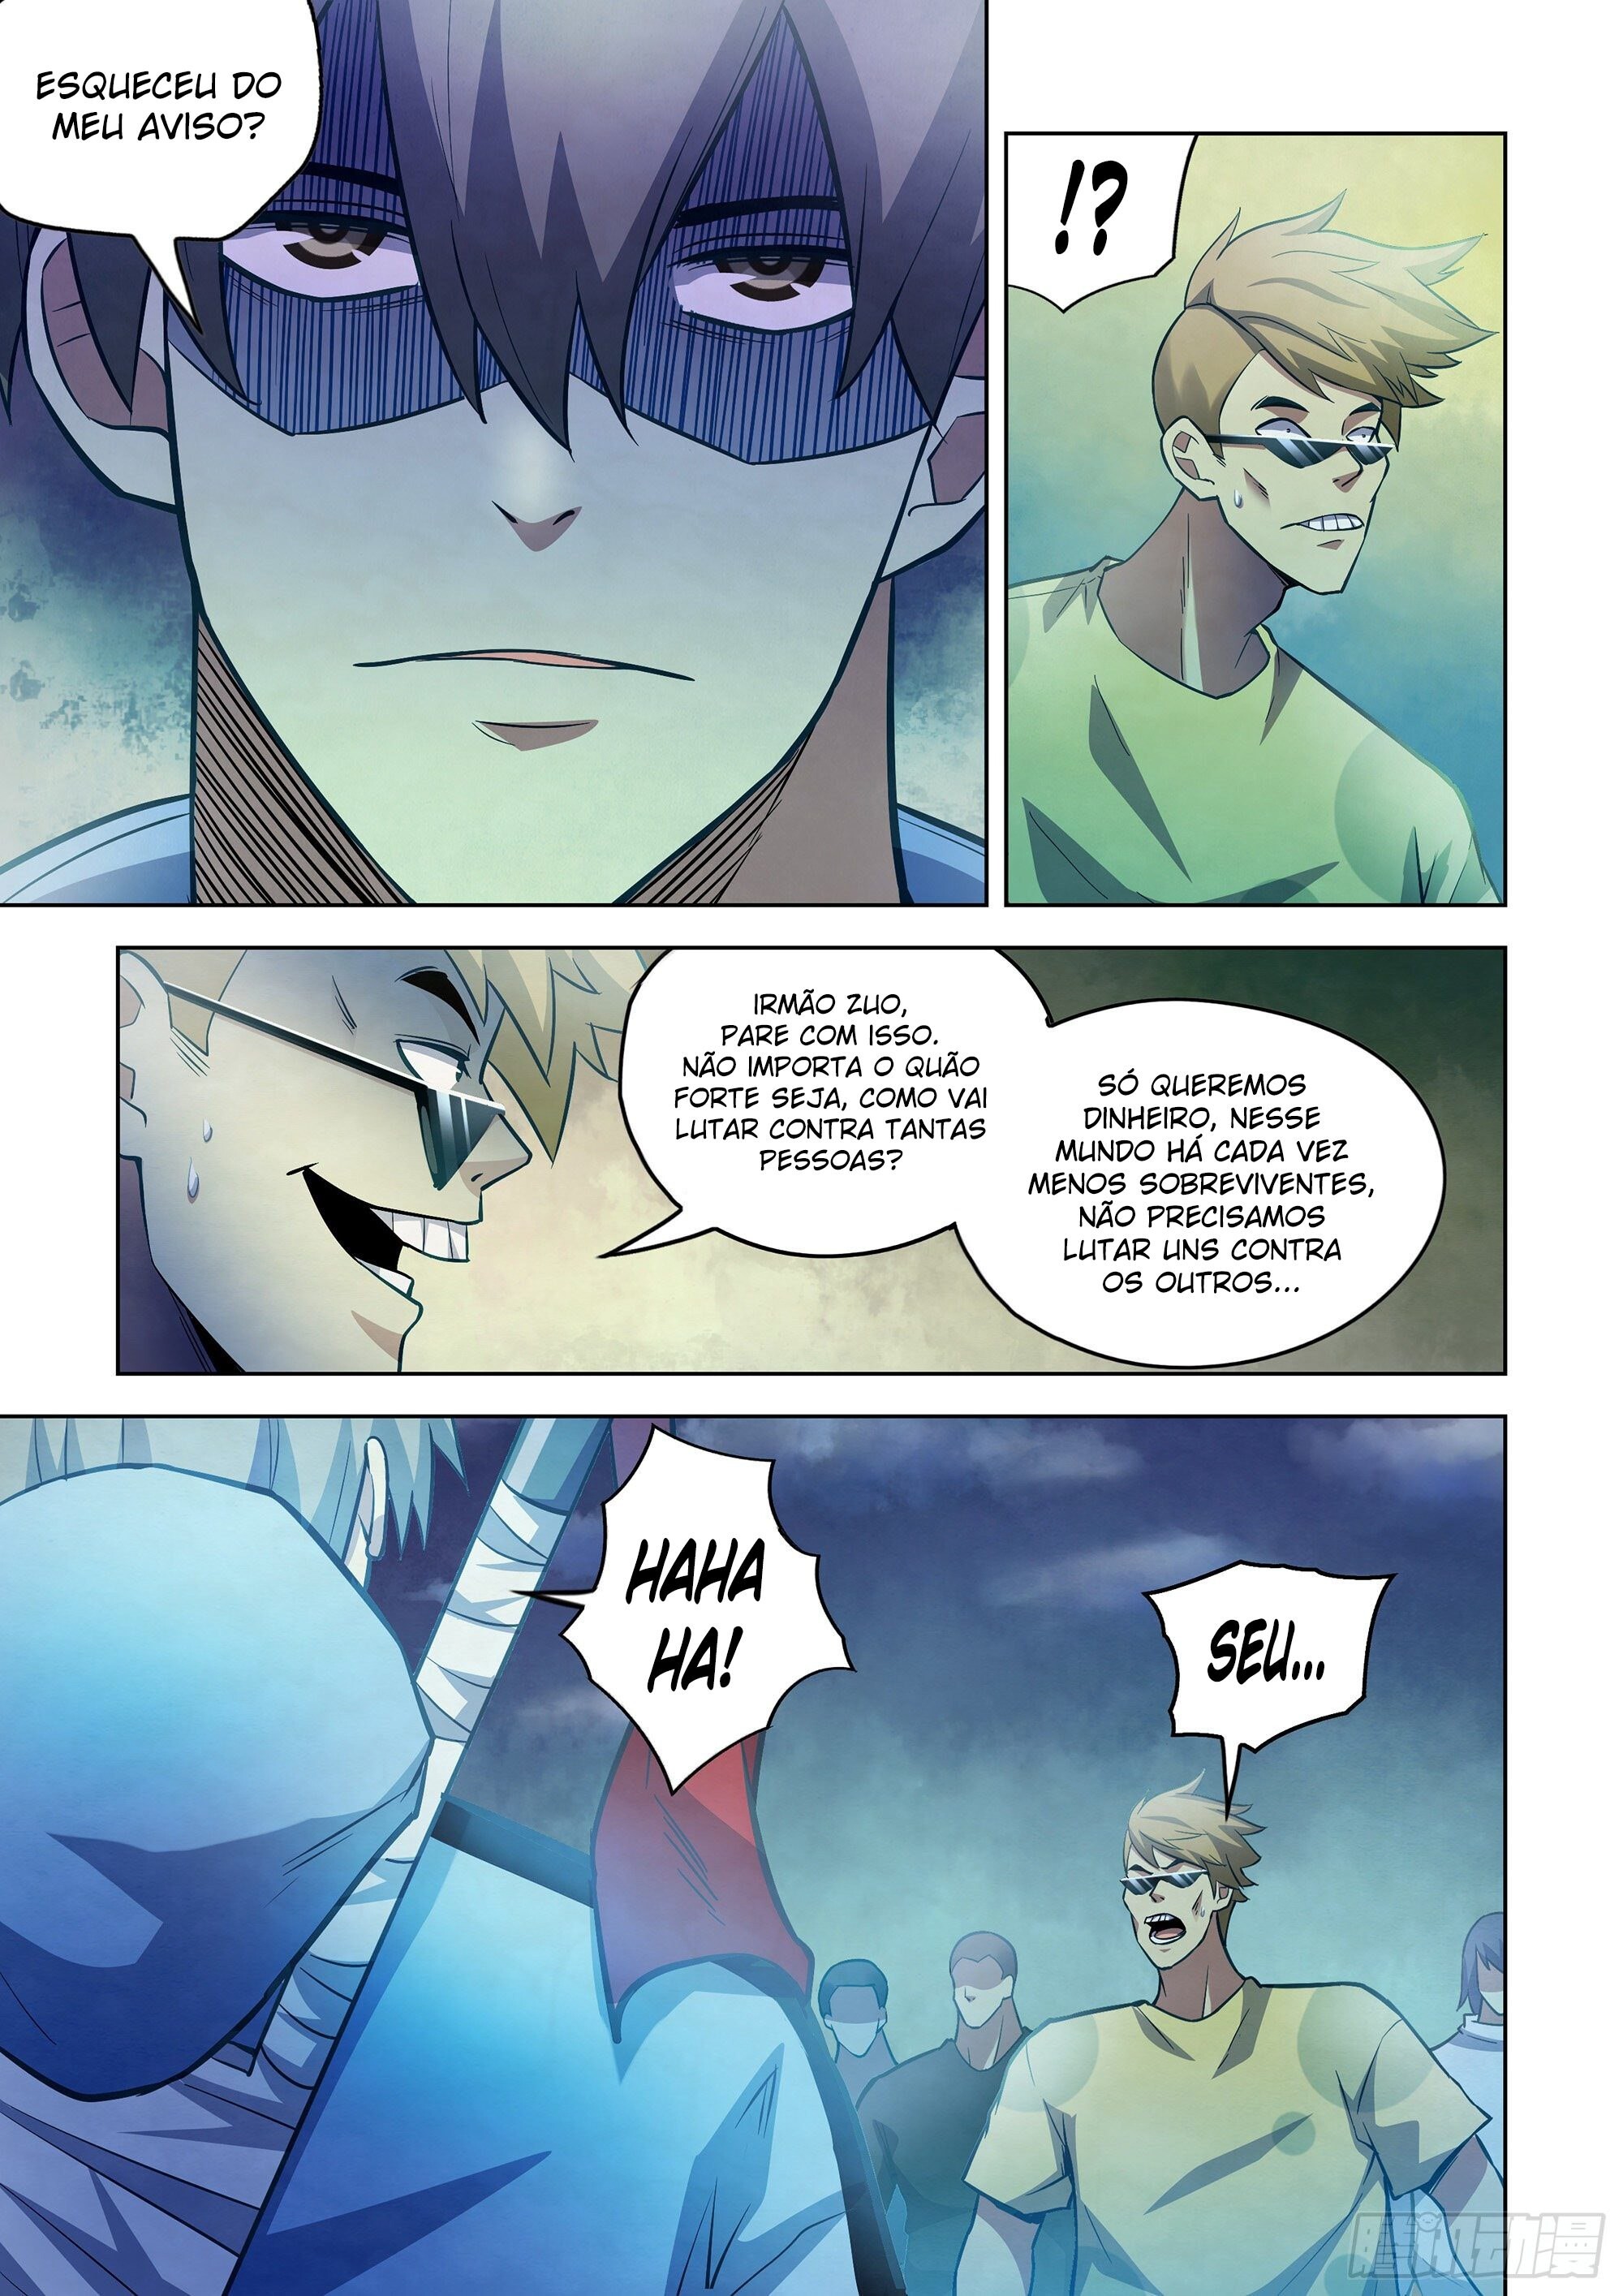 ESQUECEU DO
MEU AVISO?
!?
IRMÃO ZUO,
PARE COM ISSO.
NÃO IMPORTA O QUÃO
FORTE SEJA, COMO VAI
LUTAR CONTRA TANTAS
PESSOAS?
SÓ QUEREMOS
DINHEIRO, NESSE
MUNDO HÁ CADA VEZ
MENOS SOBREVIVENTES,
NÃO PRECISAMOS
LUTAR UNS CONTRA
OS OUTROS...
HAHA
HA!
SEU...
腾讯动漫